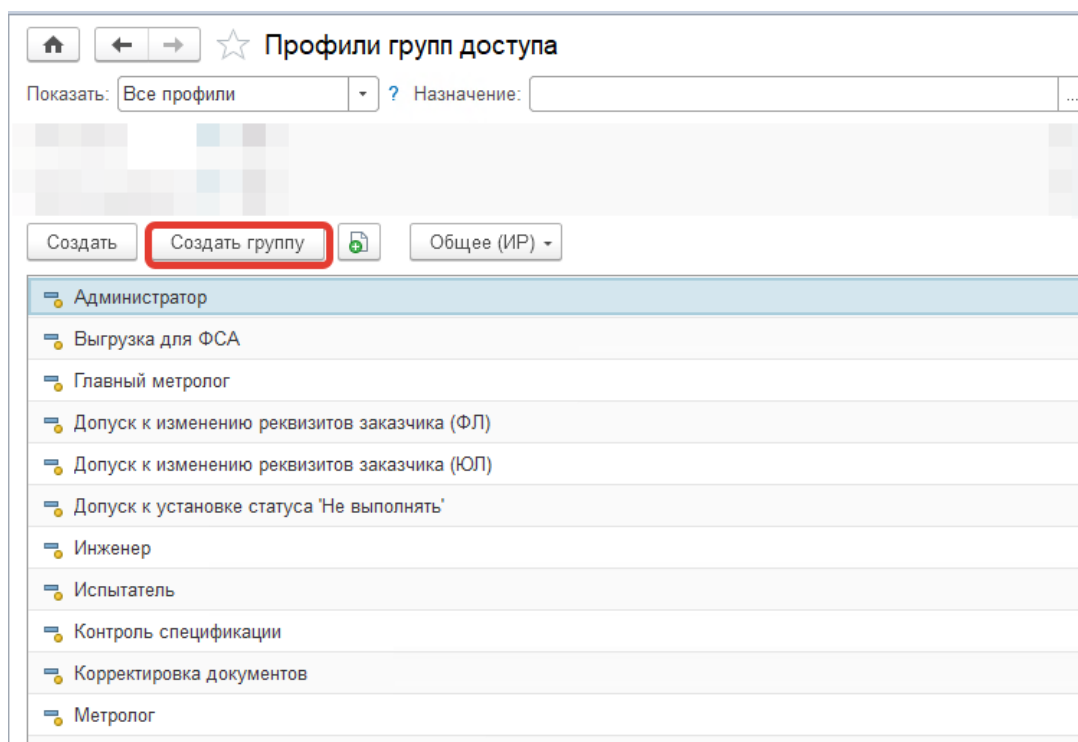 Профили групп доступа
Показать: Все профили ? Назначение: ...
Создать Создать группу Общее (ИР)
Администратор
Выгрузка для ФСА
Главный метролог
Допуск к изменению реквизитов заказчика (ФЛ)
Допуск к изменению реквизитов заказчика (ЮЛ)
Допуск к установке статуса 'Не выполнять'
Инженер
Испытатель
Контроль спецификации
Корректировка документов
Метролог